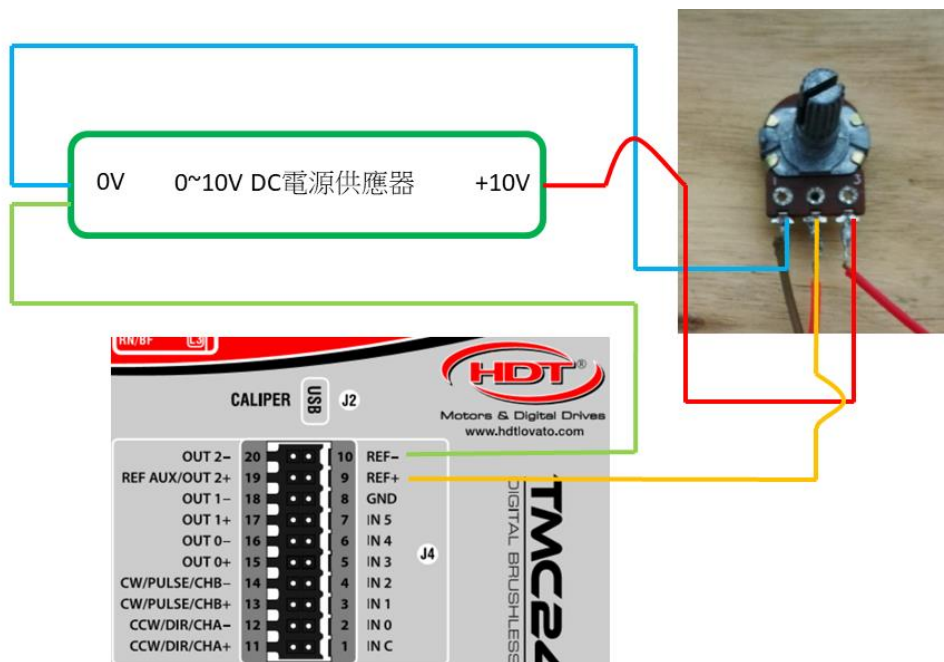 0V 0~10V DC電源供應器 +10V
3
RN/BF L3
HDT®
CALIPER USB J2
Motors & Digital Drives
www.hdtlovato.com
OUT 2- 20 10 REF-
REF AUX/OUT 2+ 19 9 REF+
OUT 1- 18 8 GND
OUT 1+ 17 7 IN 5
OUT 0- 16 6 IN 4
OUT 0+ 15 5 IN 3
J4
CW/PULSE/CHB- 14 4 IN 2
CW/PULSE/CHB+ 13 3 IN 1
CCW/DIR/CHA- 12 2 IN 0
CCW/DIR/CHA+ 11 1 IN C
DIGITAL BRUSHLESS
TMC24